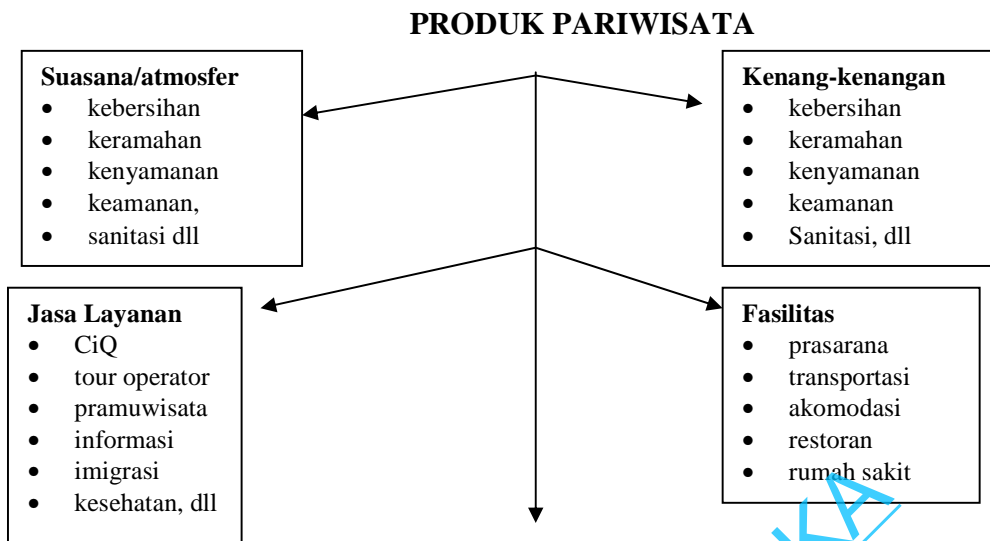 PRODUK PARIWISATA
Suasana/atmosfer
• kebersihan
• keramahan
• kenyamanan
• keamanan,
• sanitasi dll
Kenang-kenangan
• kebersihan
• keramahan
• kenyamanan
• keamanan
• Sanitasi, dll
Jasa Layanan
• CiQ
• tour operator
• pramuwisata
• informasi
• imigrasi
• kesehatan, dll
Fasilitas
• prasarana
• transportasi
• akomodasi
• restoran
• rumah sakit
KA